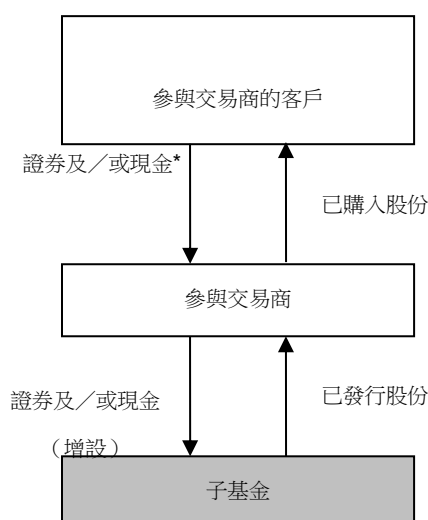 參與交易商的客戶
證券及／或現金*
已購入股份
參與交易商
證券及／或現金
已發行股份
（增設）
子基金